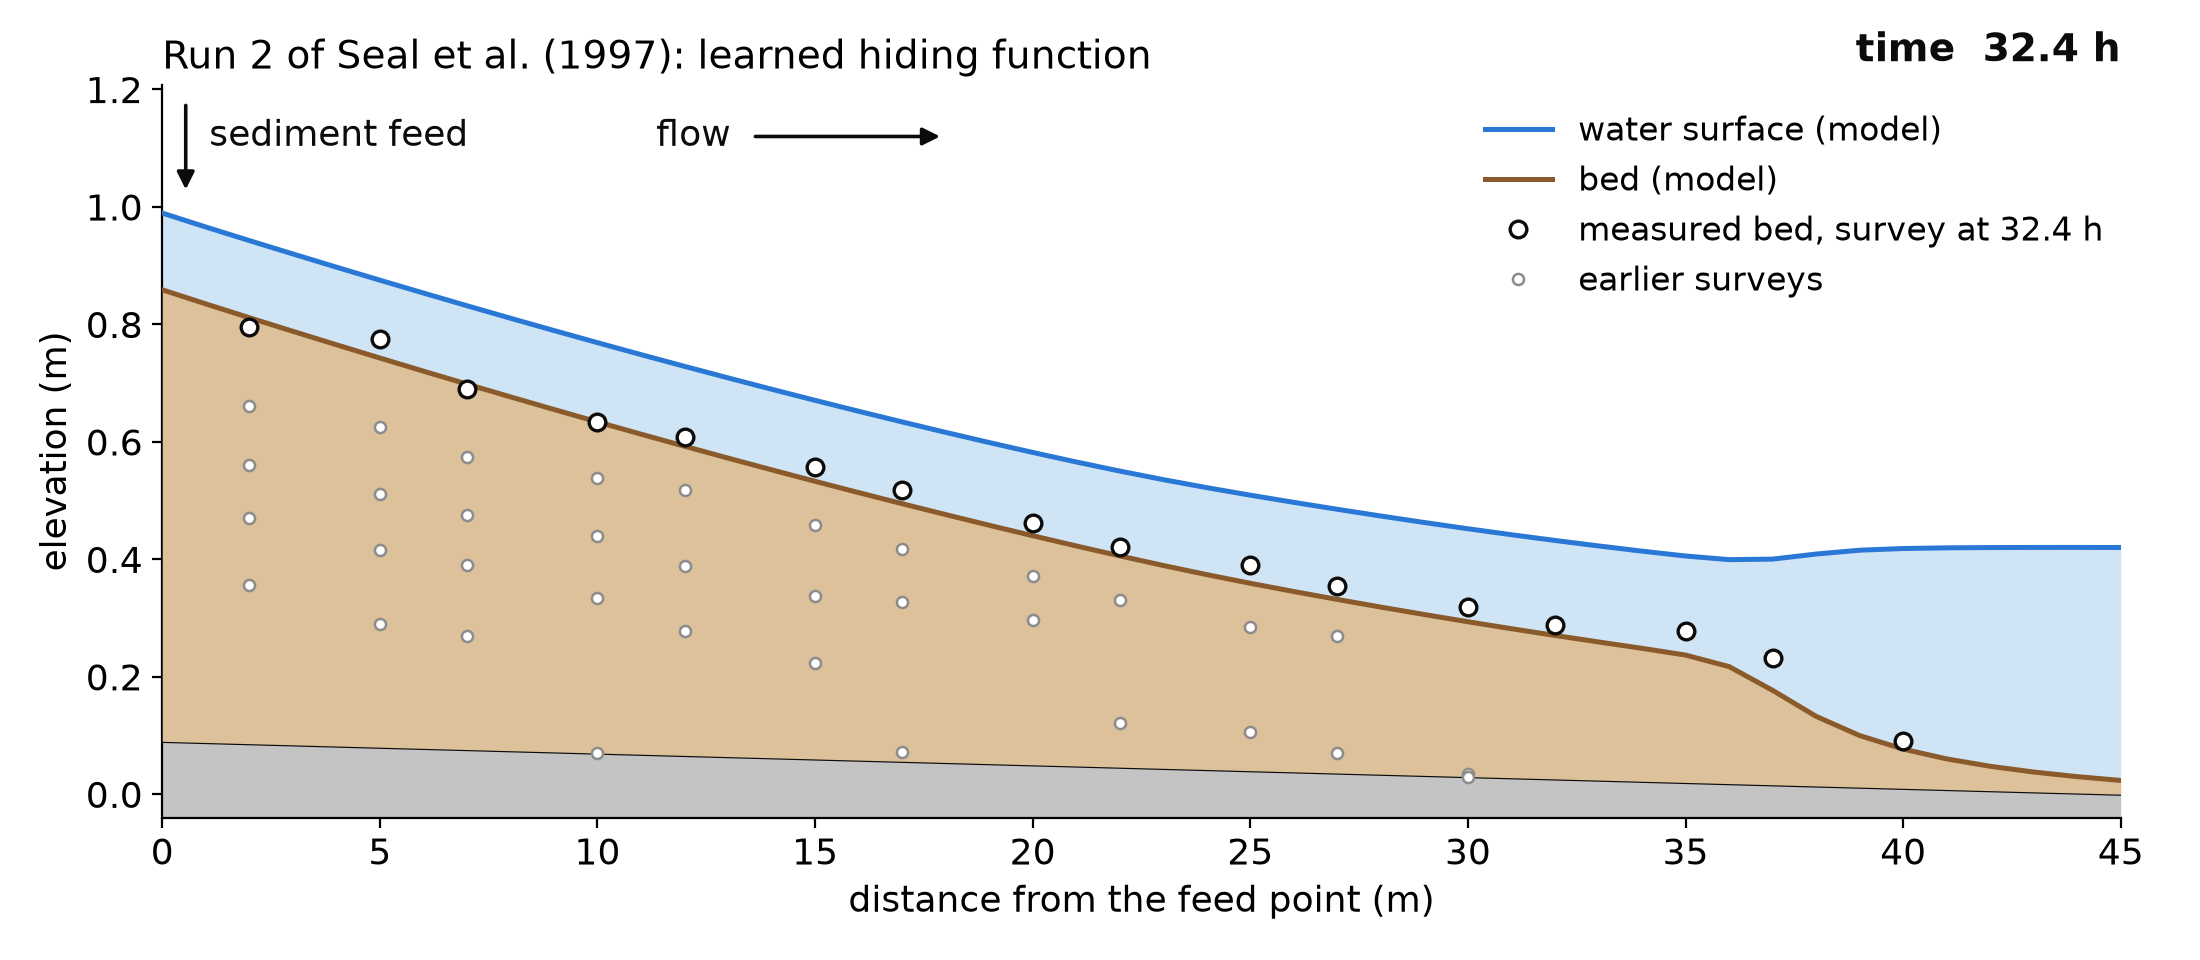 Run 2 of Seal et al. (1997): learned hiding function
time 32.4 h
1.2
1.0
0.8
0.6
0.4
0.2
0.0
elevation (m)
sediment feed
flow
water surface (model)
bed (model)
measured bed, survey at 32.4 h
earlier surveys
0 5 10 15 20 25 30 35 40 45
distance from the feed point (m)